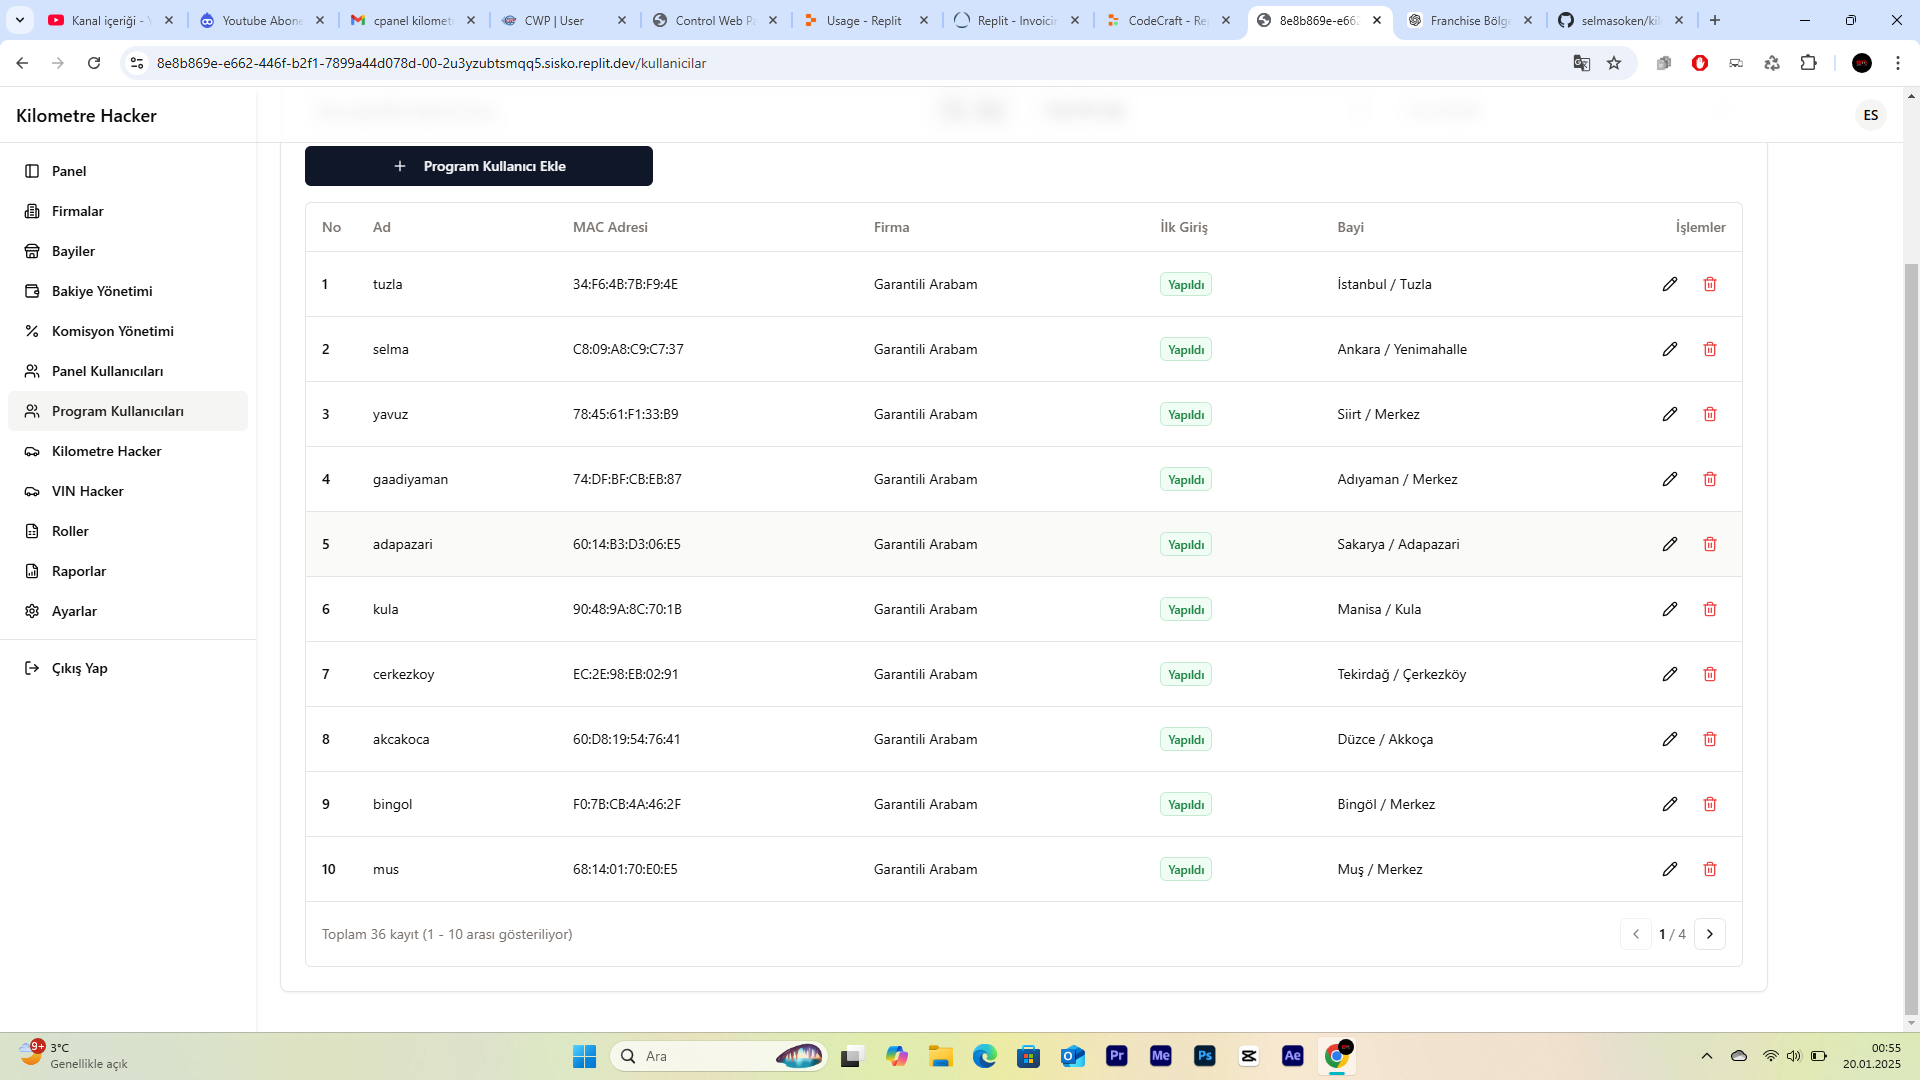 Kanal içeriği -
Youtube Abone
cpanel kilomet
CWP | User
Control Web P
Usage - Replit
Replit - Invoicin
CodeCraft - Re
8e8b869e-e662
Franchise Bölg
selmasoken/kil
8e8b869e-e662-446f-b2f1-7899a44d078d-00-2u3yzubtsmqq5.sisko.replit.dev/kullanicilar
Kilometre Hacker
ES
Panel
Firmalar
Bayiler
Bakiye Yönetimi
Komisyon Yönetimi
Panel Kullanıcıları
Program Kullanıcıları
Kilometre Hacker
VIN Hacker
Roller
Raporlar
Ayarlar
Çıkış Yap
+ Program Kullanıcı Ekle
No Ad MAC Adresi Firma İlk Giriş Bayi İşlemler
1 tuzla 34:F6:4B:7B:F9:4E Garantili Arabam Yapıldı İstanbul / Tuzla
2 selma C8:09:A8:C9:C7:37 Garantili Arabam Yapıldı Ankara / Yenimahalle
3 yavuz 78:45:61:F1:33:B9 Garantili Arabam Yapıldı Siirt / Merkez
4 gaadiyaman 74:DF:BF:CB:EB:87 Garantili Arabam Yapıldı Adıyaman / Merkez
5 adapazari 60:14:B3:D3:06:E5 Garantili Arabam Yapıldı Sakarya / Adapazari
6 kula 90:48:9A:8C:70:1B Garantili Arabam Yapıldı Manisa / Kula
7 cerkezkoy EC:2E:98:EB:02:91 Garantili Arabam Yapıldı Tekirdağ / Çerkezköy
8 akcakoca 60:D8:19:54:76:41 Garantili Arabam Yapıldı Düzce / Akkoça
9 bingol F0:7B:CB:4A:46:2F Garantili Arabam Yapıldı Bingöl / Merkez
10 mus 68:14:01:70:E0:E5 Garantili Arabam Yapıldı Muş / Merkez
Toplam 36 kayıt (1 - 10 arası gösteriliyor)
1 / 4
9+
3°C
Genellikle açık
Ara
Pr
Me
Ps
Ae
00:55
20.01.2025